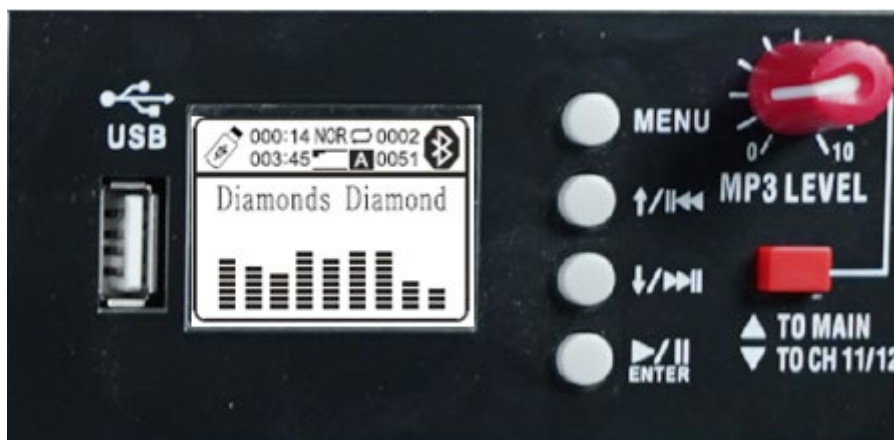 USB
000:14 NOR 0002
003:45 A 0051
Diamonds Diamond
MENU
ENTER
0 10
MP3 LEVEL
TO MAIN
TO CH 11/12